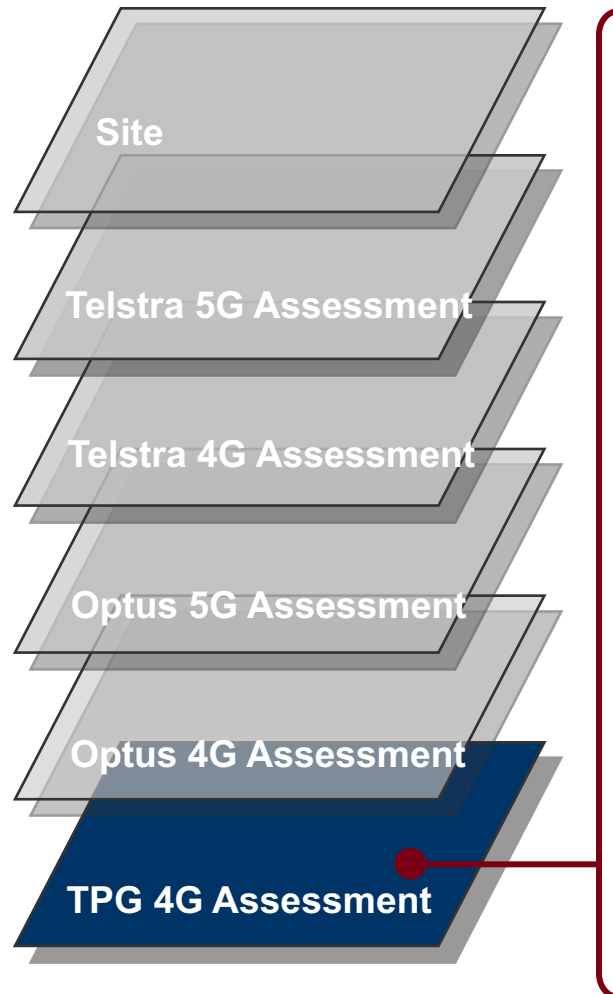 Site
Telstra 5G Assessment
Telstra 4G Assessment
Optus 5G Assessment
Optus 4G Assessment
TPG 4G Assessment